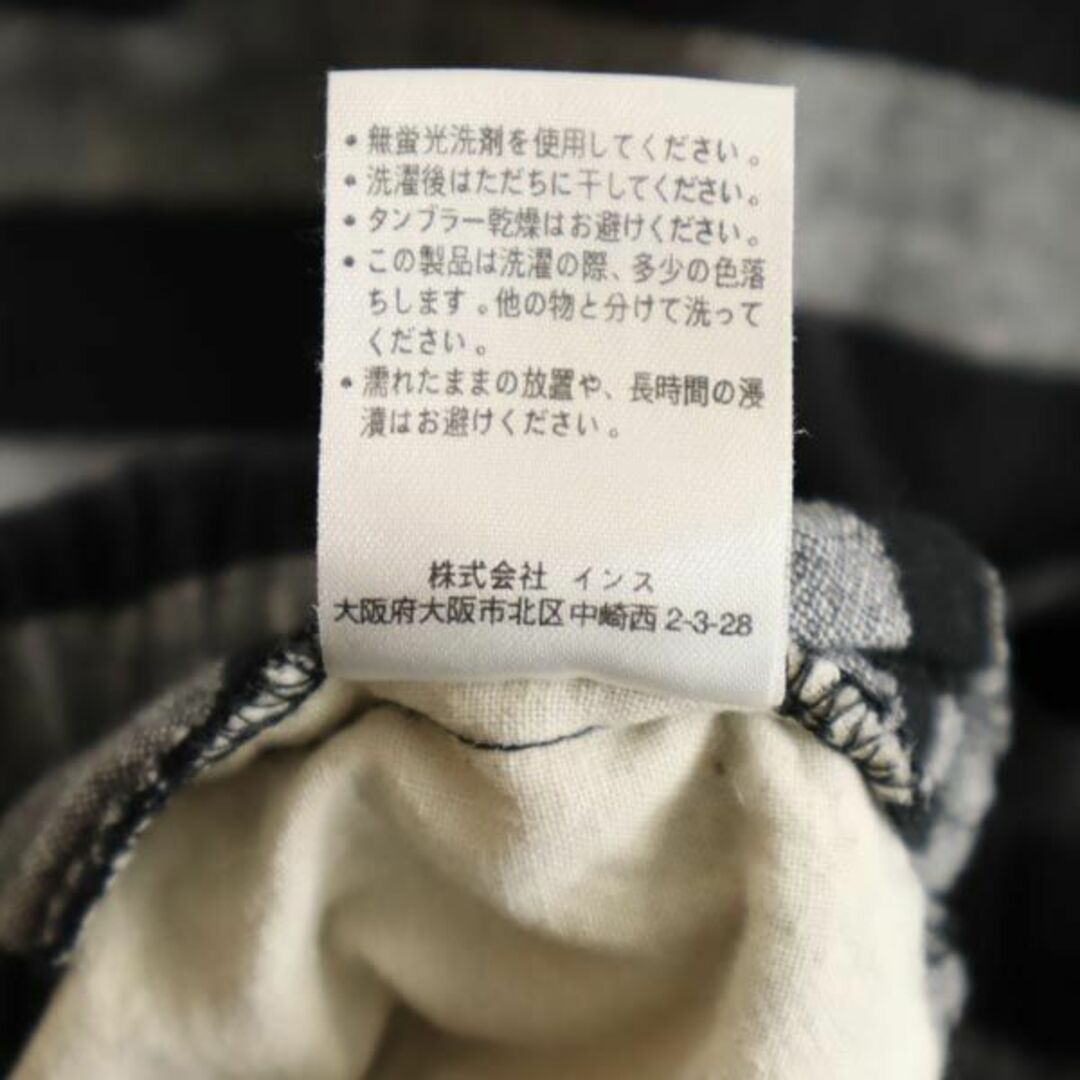 • 無蛍光洗剤を使用してください。
• 洗濯後はただちに干してください。
• タンブラー乾燥はお避けください。
• この製品は洗濯の際、多少の色落
ちします。他の物と分けて洗って
ください。
• 濡れたままの放置や、長時間の浸
漬はお避けください。
株式会社 インス
大阪府大阪市北区中崎西2-3-28